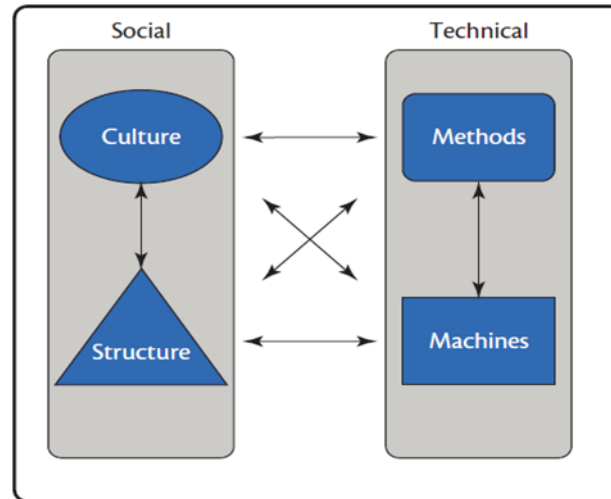 Social
Technical
Culture
Methods
Structure
Machines